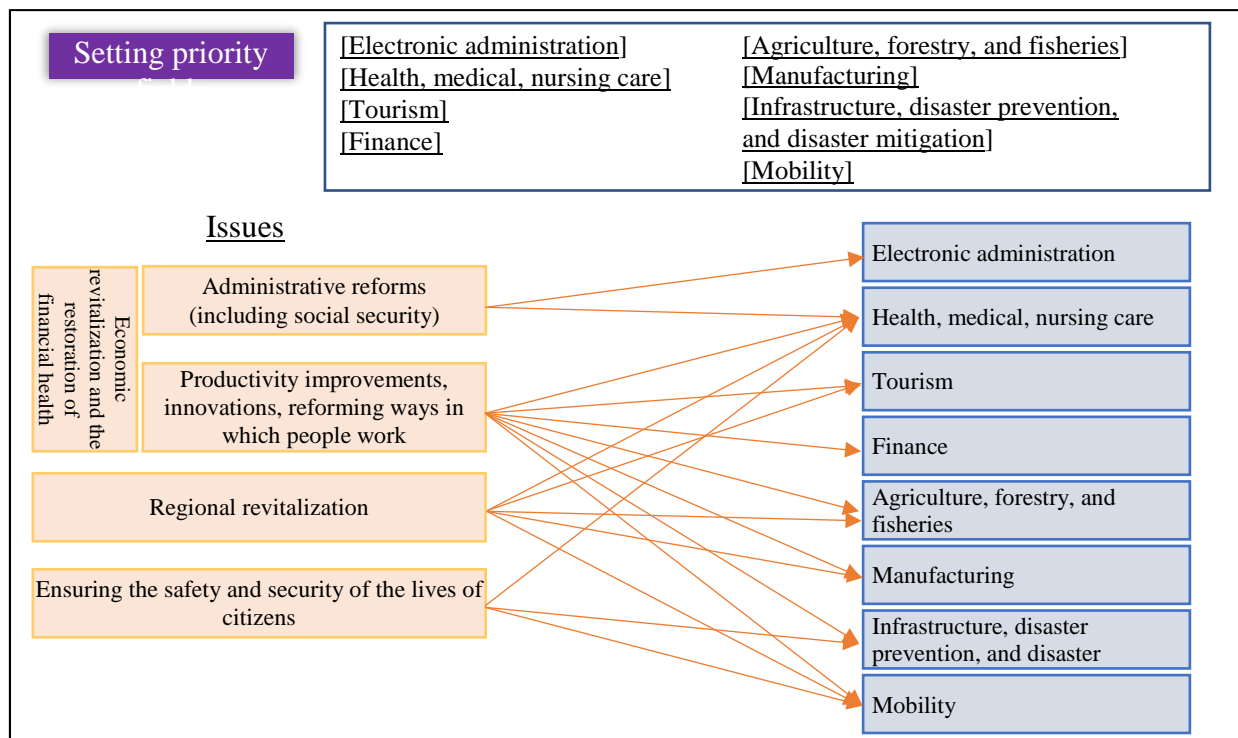 Setting priority
[Electronic administration]
[Health, medical, nursing care]
[Tourism]
[Finance]
[Agriculture, forestry, and fisheries]
[Manufacturing]
[Infrastructure, disaster prevention,
and disaster mitigation]
[Mobility]
Issues
Economic
revitalization and the
restoration of
financial health
Administrative reforms
(including social security)
Productivity improvements,
innovations, reforming ways in
which people work
Regional revitalization
Ensuring the safety and security of the lives of
citizens
Electronic administration
Health, medical, nursing care
Tourism
Finance
Agriculture, forestry, and
fisheries
Manufacturing
Infrastructure, disaster
prevention, and disaster
Mobility